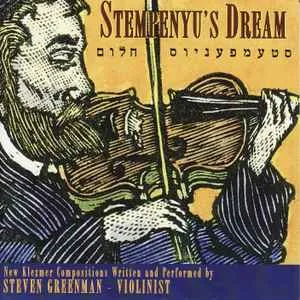 STEMPENYU'S DREAM
סטעמפּעניוס חלום
New Klezmer Compositions Written and Performed by
STEVEN GREENMAN - VIOLINIST